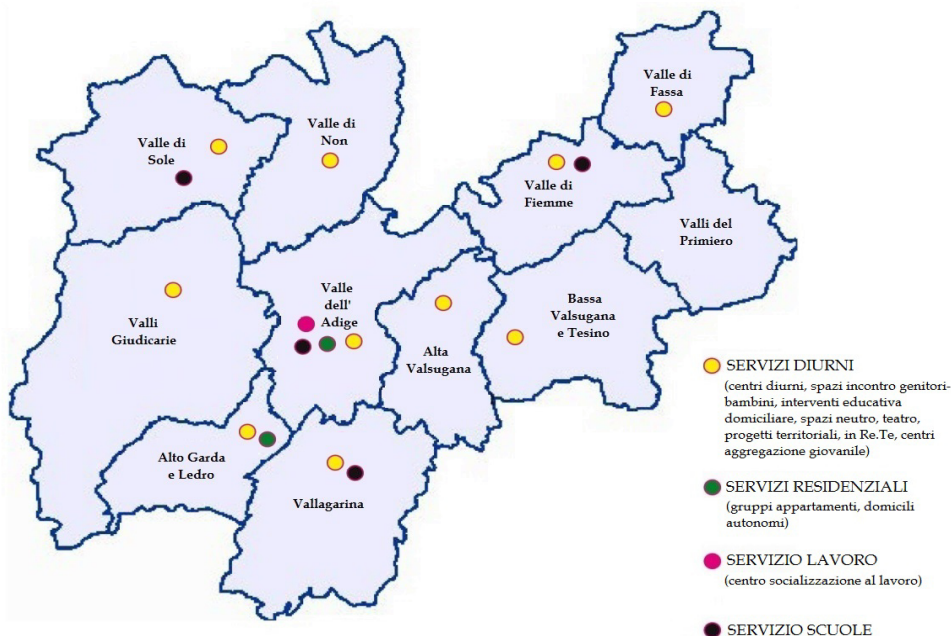 Valle di
Fassa
Valle di
Sole
Valle di
Non
Valle di
Fiemme
Valli del
Primiero
Valli
Giudicarie
Valle
dell'
Adige
Alta
Valsugana
Bassa
Valsugana
e Tesino
Alto Garda
e Ledro
Vallagarina
SERVIZI DIURNI
(centri diurni, spazi incontro genitori-
bambini, interventi educativa
domiciliare, spazi neutro, teatro,
progetti territoriali, in Re.Te, centri
aggregazione giovanile)
SERVIZI RESIDENZIALI
(gruppi appartamenti, domicili
autonomi)
SERVIZIO LAVORO
(centro socializzazione al lavoro)
SERVIZIO SCUOLE